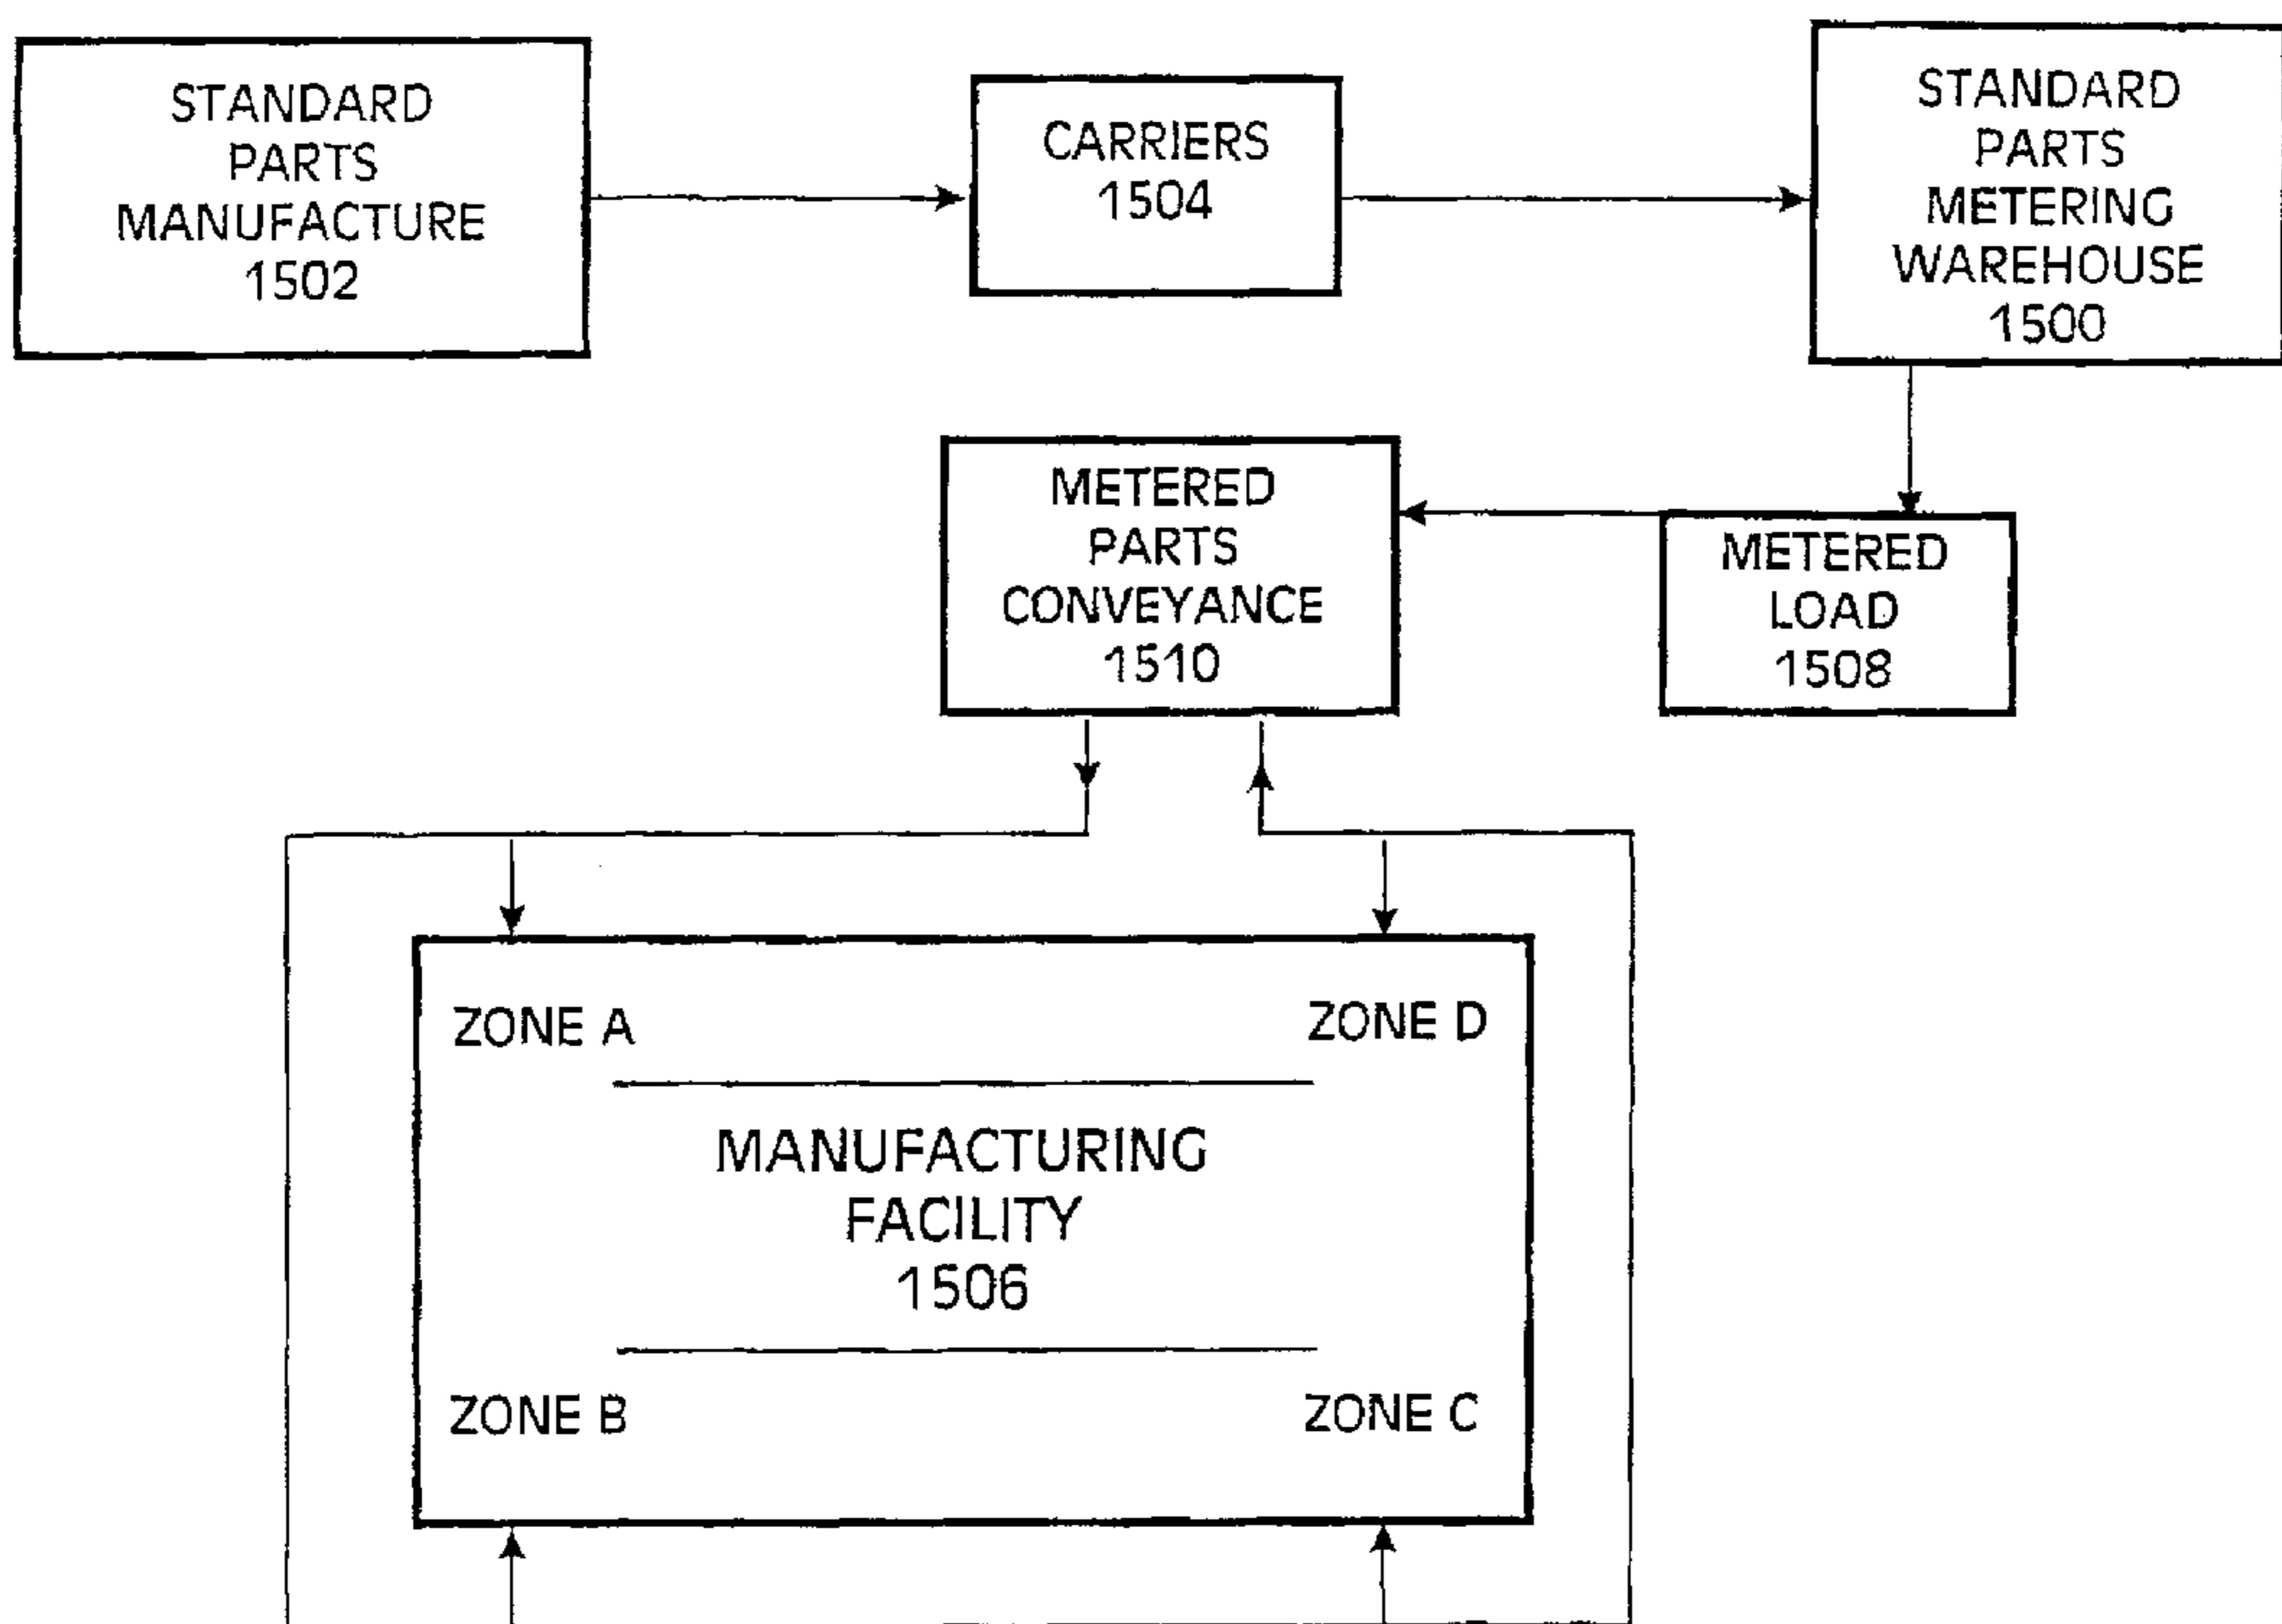 STANDARD
PARTS
MANUFACTURE
1502
CARRIERS
1504
STANDARD
PARTS
METERING
WAREHOUSE
1500
METERED
PARTS
CONVEYANCE
1510
METERED
LOAD
1508
ZONE A
ZONE D
MANUFACTURING
FACILITY
1506
ZONE B
ZONE C